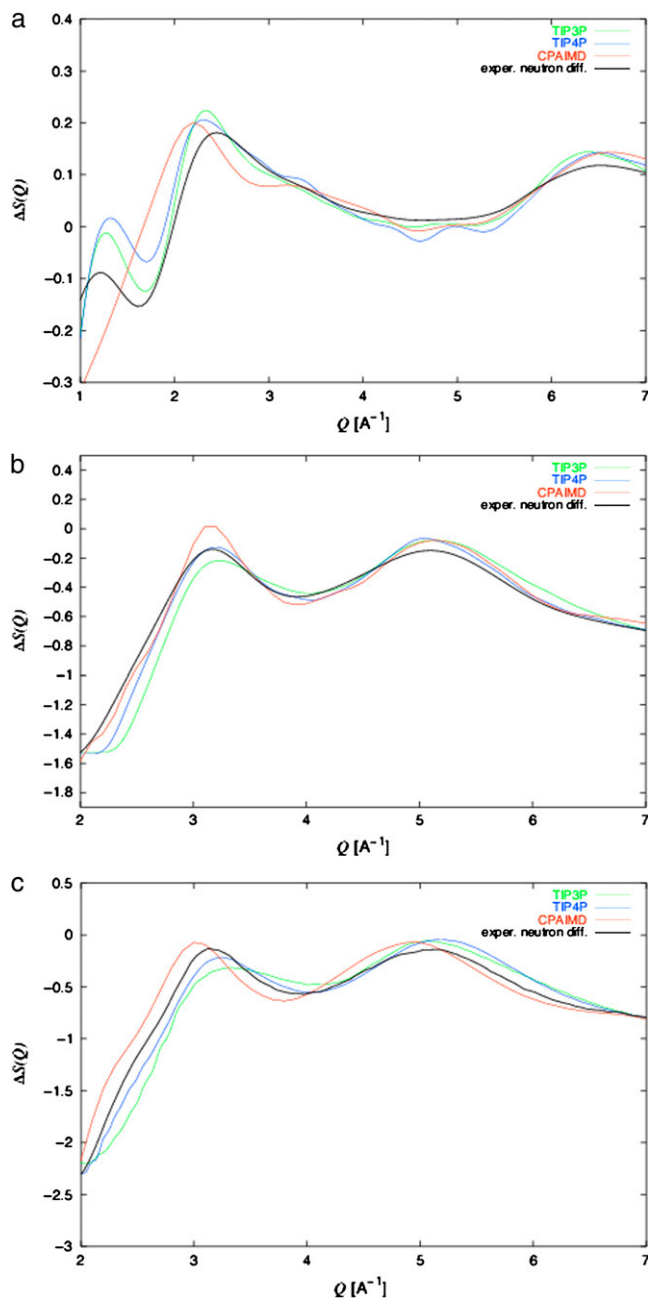 a
0.4
0.3
0.2
0.1
0
−0.1
−0.2
−0.3
ΔS(Q)
TIP3P
TIP4P
CPAIMD
exper. neutron diff.
1 2 3 4 5 6 7
Q [A⁻¹]
b
0.4
0.2
0
−0.2
−0.4
−0.6
−0.8
−1
−1.2
−1.4
−1.6
−1.8
ΔS(Q)
TIP3P
TIP4P
CPAIMD
exper. neutron diff.
2 3 4 5 6 7
Q [A⁻¹]
c
0.5
0
−0.5
−1
−1.5
−2
−2.5
−3
ΔS(Q)
TIP3P
TIP4P
CPAIMD
exper. neutron diff.
2 3 4 5 6 7
Q [A⁻¹]